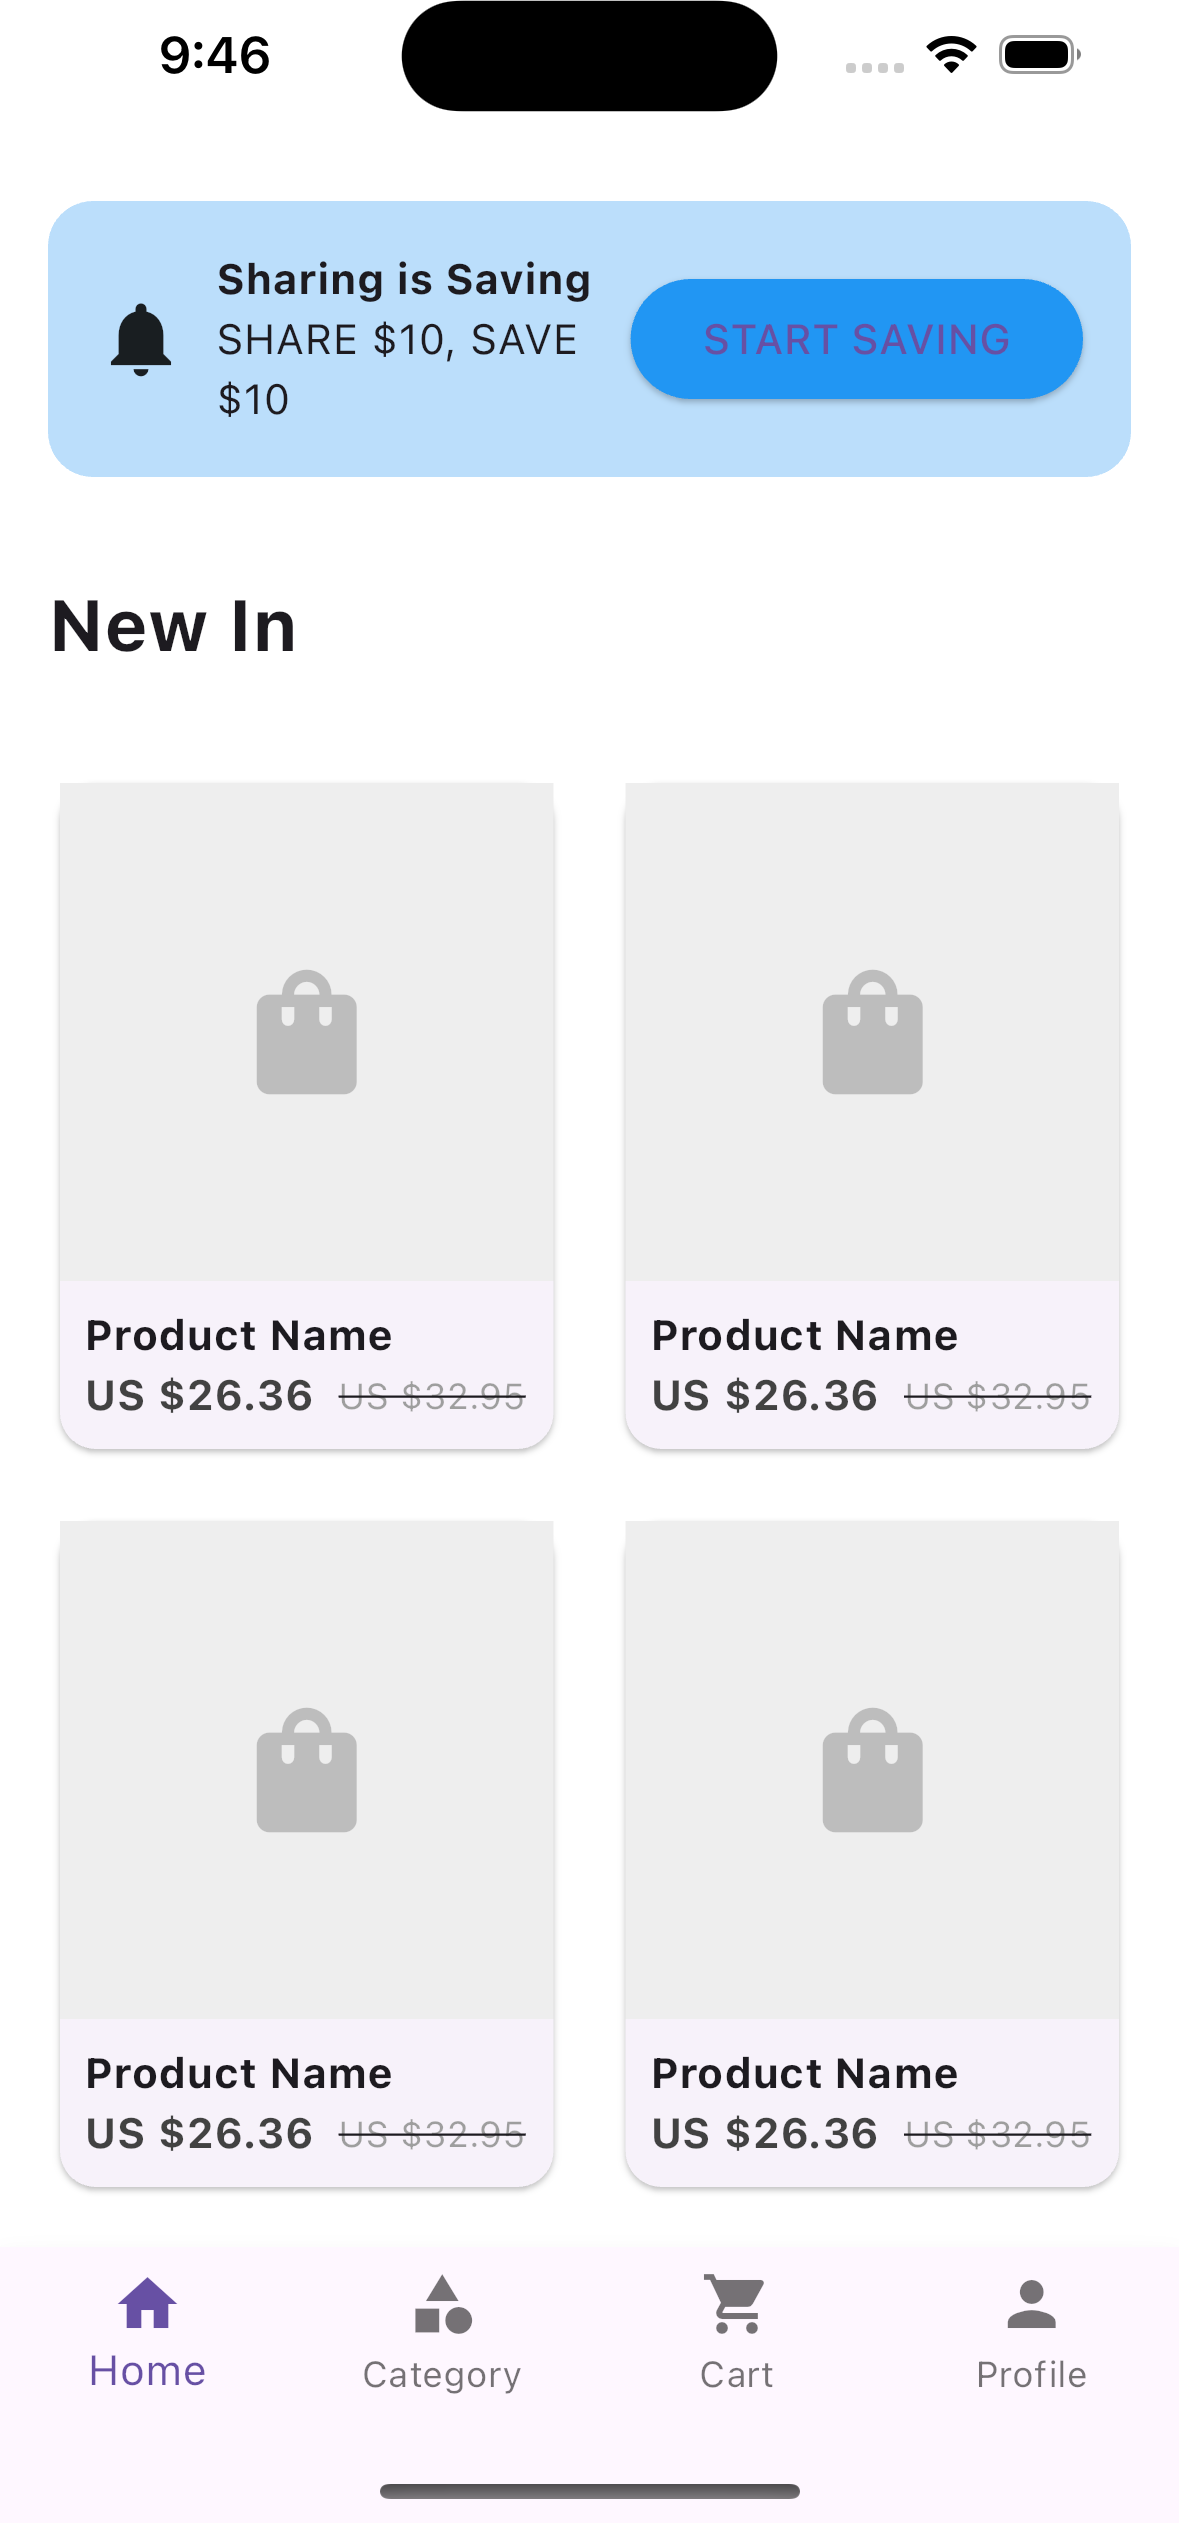 9:46
Sharing is Saving
SHARE $10, SAVE
$10
START SAVING
New In
Product Name
US $26.36 US $32.95
Product Name
US $26.36 US $32.95
Product Name
US $26.36 US $32.95
Product Name
US $26.36 US $32.95
Home
Category
Cart
Profile